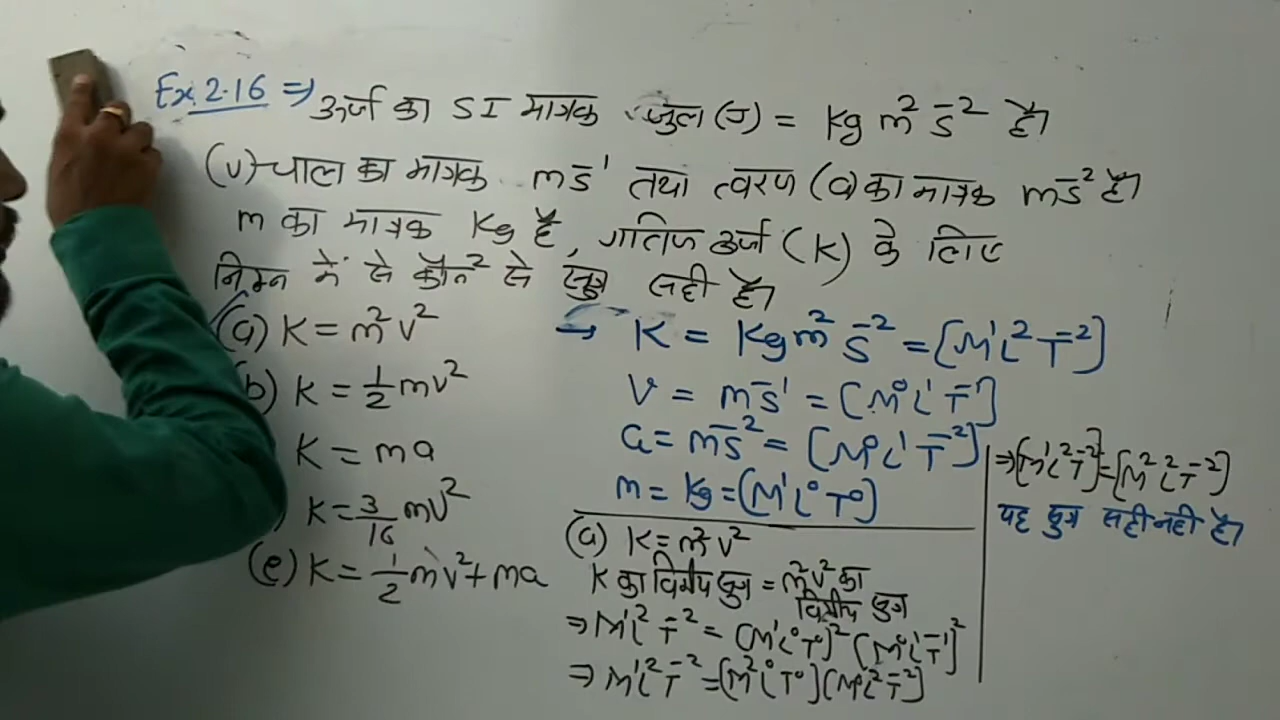 Ex. 2.16 ⇒ ऊर्जा का SI मात्रक जुल (J) = Kg m² s⁻² है।
(v) चाल का मात्रक ms⁻¹ तथा त्वरण (a) का मात्रक ms⁻² है।
m का मात्रक Kg है, गतिज ऊर्जा (K) के लिए
निम्न में से कौन² से सूत्र सही है।
(a) K = m²v²
(b) K = ½ mv²
K = ma
) K = 3/16 mv²
(e) K = ½ mv² + ma
→ K = Kg m² s⁻² = [M¹L²T⁻²]
V = ms⁻¹ = [M⁰L¹T⁻¹]
a = ms⁻² = [M⁰L¹T⁻²]
m = Kg = [M¹L⁰T⁰]
(a) K = m²v²
K का विमीय सूत्र = m²v² का
विमीय सूत्र
⇒ M¹L²T⁻² = [M¹L⁰T⁰]² [M⁰L¹T⁻¹]²
⇒ M¹L²T⁻² = [M²L⁰T⁰] [M⁰L²T⁻²]
⇒ [M¹L²T⁻²] = [M²L²T⁻²]
यह सूत्र सही नही है।